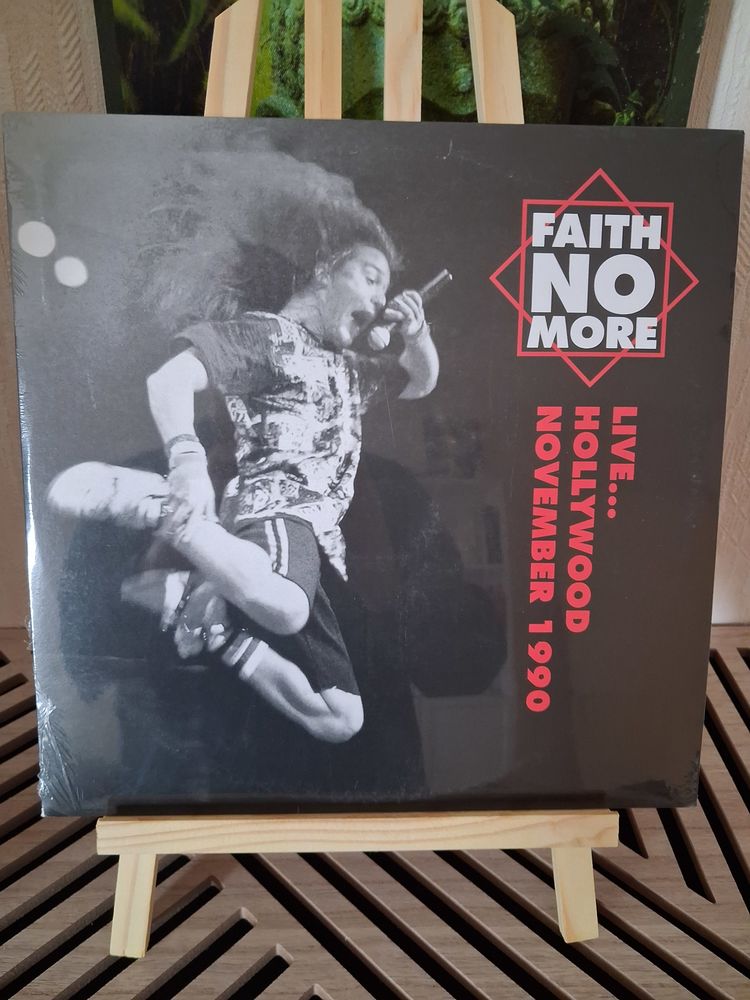 FAITH
NO
MORE
LIVE...
HOLLYWOOD
NOVEMBER 1990